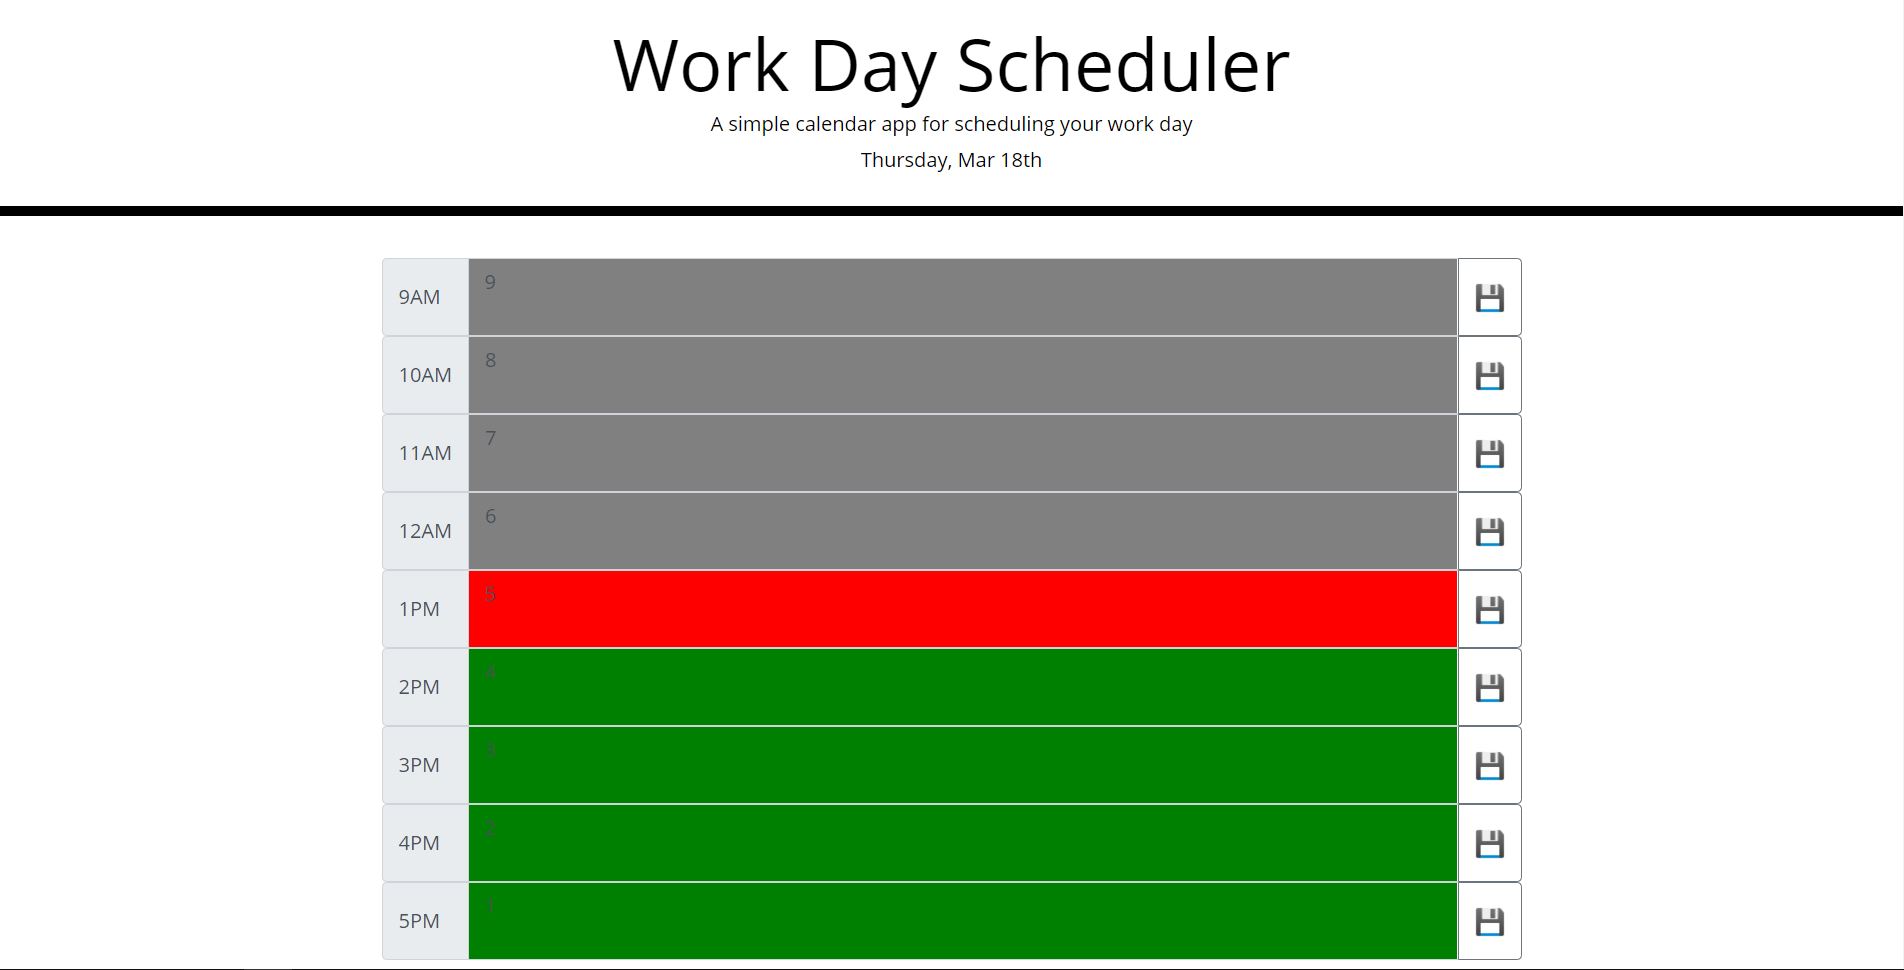 Work Day Scheduler
A simple calendar app for scheduling your work day
Thursday, Mar 18th
9AM 9
10AM 8
11AM 7
12AM 6
1PM 5
2PM 4
3PM 3
4PM 2
5PM 1